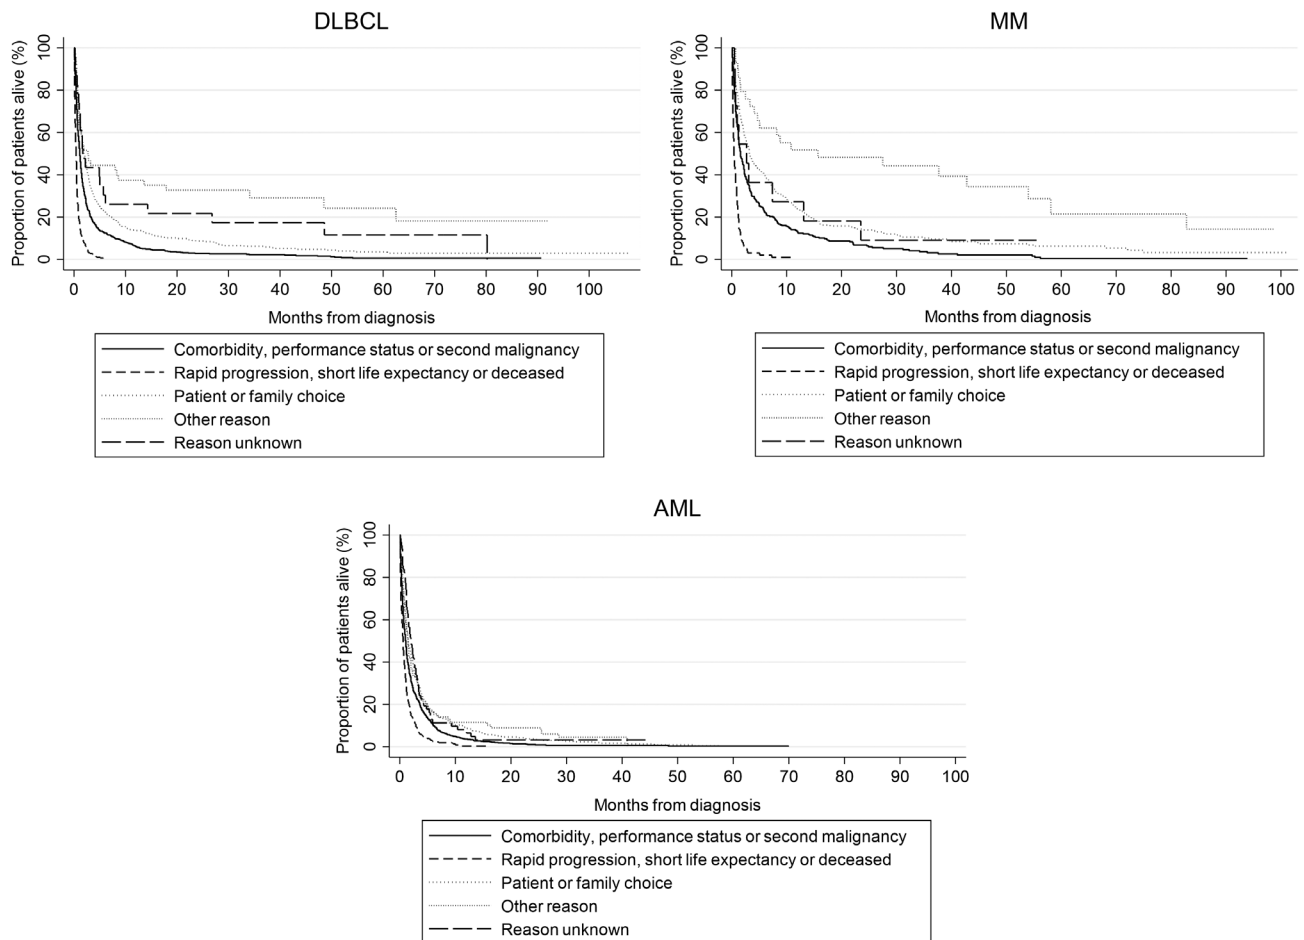 DLBCL
Proportion of patients alive (%)
100
80
60
40
20
0
0 10 20 30 40 50 60 70 80 90 100
Months from diagnosis
Comorbidity, performance status or second malignancy
Rapid progression, short life expectancy or deceased
Patient or family choice
Other reason
Reason unknown
MM
Proportion of patients alive (%)
100
80
60
40
20
0
0 10 20 30 40 50 60 70 80 90 100
Months from diagnosis
Comorbidity, performance status or second malignancy
Rapid progression, short life expectancy or deceased
Patient or family choice
Other reason
Reason unknown
AML
Proportion of patients alive (%)
100
80
60
40
20
0
0 10 20 30 40 50 60 70 80 90 100
Months from diagnosis
Comorbidity, performance status or second malignancy
Rapid progression, short life expectancy or deceased
Patient or family choice
Other reason
Reason unknown